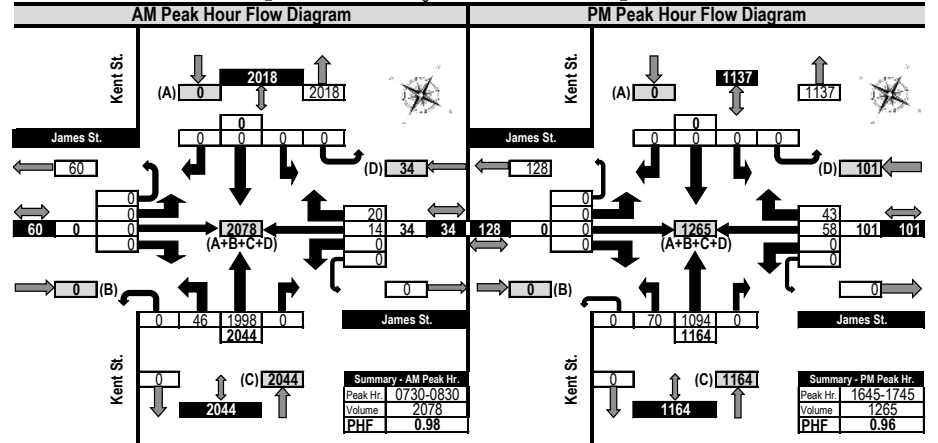 AM Peak Hour Flow Diagram
Kent St.
2018
(A) 0 2018
0
0 0 0 0
James St.
60 (D) 34
0
0
0
0
60 0
2078
(A+B+C+D)
20
14
0
0
34 34
0 (B) 0
0 46 1998 0
2044
James St.
Kent St.
0 (C) 2044
2044
Summary - AM Peak Hr.
Peak Hr. 0730-0830
Volume 2078
PHF 0.98
PM Peak Hour Flow Diagram
Kent St.
1137
(A) 0 1137
0
0 0 0 0
James St.
128 (D) 101
0
0
0
0
128 0
1265
(A+B+C+D)
43
58
0
0
101 101
0 (B) 0
0 70 1094 0
1164
James St.
Kent St.
0 (C) 1164
1164
Summary - PM Peak Hr.
Peak Hr. 1645-1745
Volume 1265
PHF 0.96